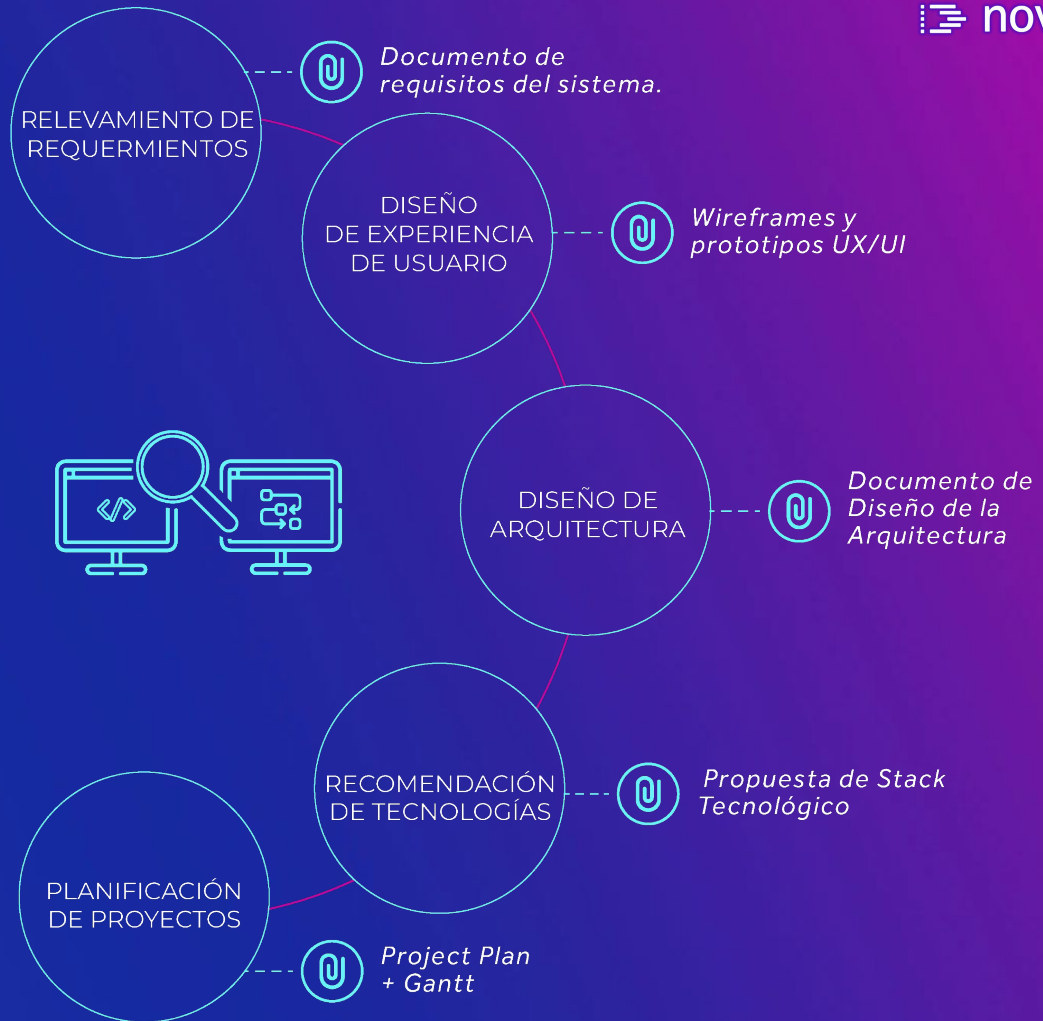 nov
Documento de
requisitos del sistema.
RELEVAMIENTO DE
REQUERMIENTOS
DISEÑO
DE EXPERIENCIA
DE USUARIO
Wireframes y
prototipos UX/UI
DISEÑO DE
ARQUITECTURA
Documento de
Diseño de la
Arquitectura
RECOMENDACIÓN
DE TECNOLOGÍAS
Propuesta de Stack
Tecnológico
PLANIFICACIÓN
DE PROYECTOS
Project Plan
+ Gantt